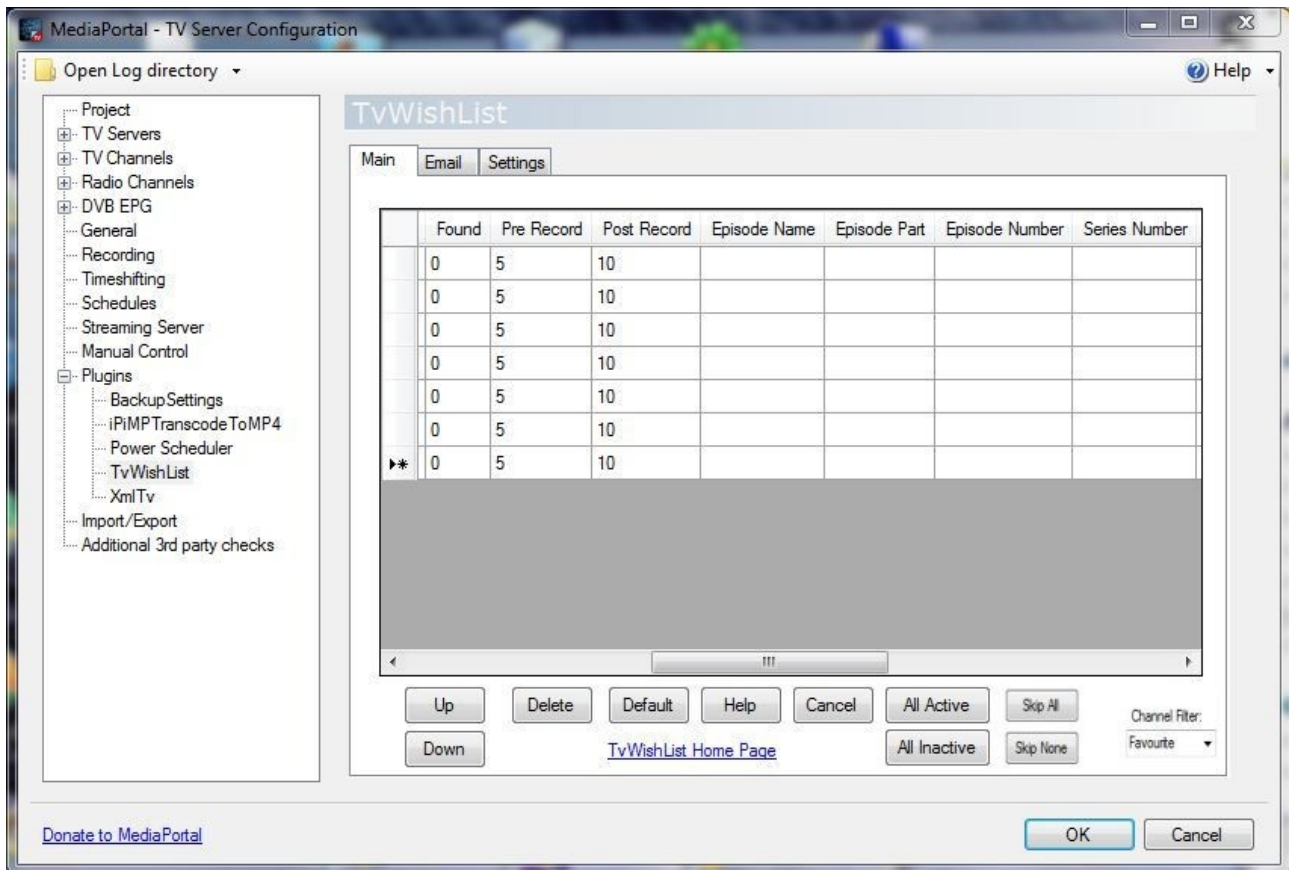 MediaPortal - TV Server Configuration
Open Log directory
Help
Project
TV Servers
TV Channels
Radio Channels
DVB EPG
General
Recording
Timeshifting
Schedules
Streaming Server
Manual Control
Plugins
BackupSettings
iPiMPTranscodeToMP4
Power Scheduler
TvWishList
XmlTv
Import/Export
Additional 3rd party checks
TvWishList
Main Email Settings
Found Pre Record Post Record Episode Name Episode Part Episode Number Series Number
0 5 10
0 5 10
0 5 10
0 5 10
0 5 10
0 5 10
0 5 10
Up Delete Default Help Cancel All Active Skip All Channel Filter:
Down TvWishList Home Page All Inactive Skip None Favourite
Donate to MediaPortal OK Cancel